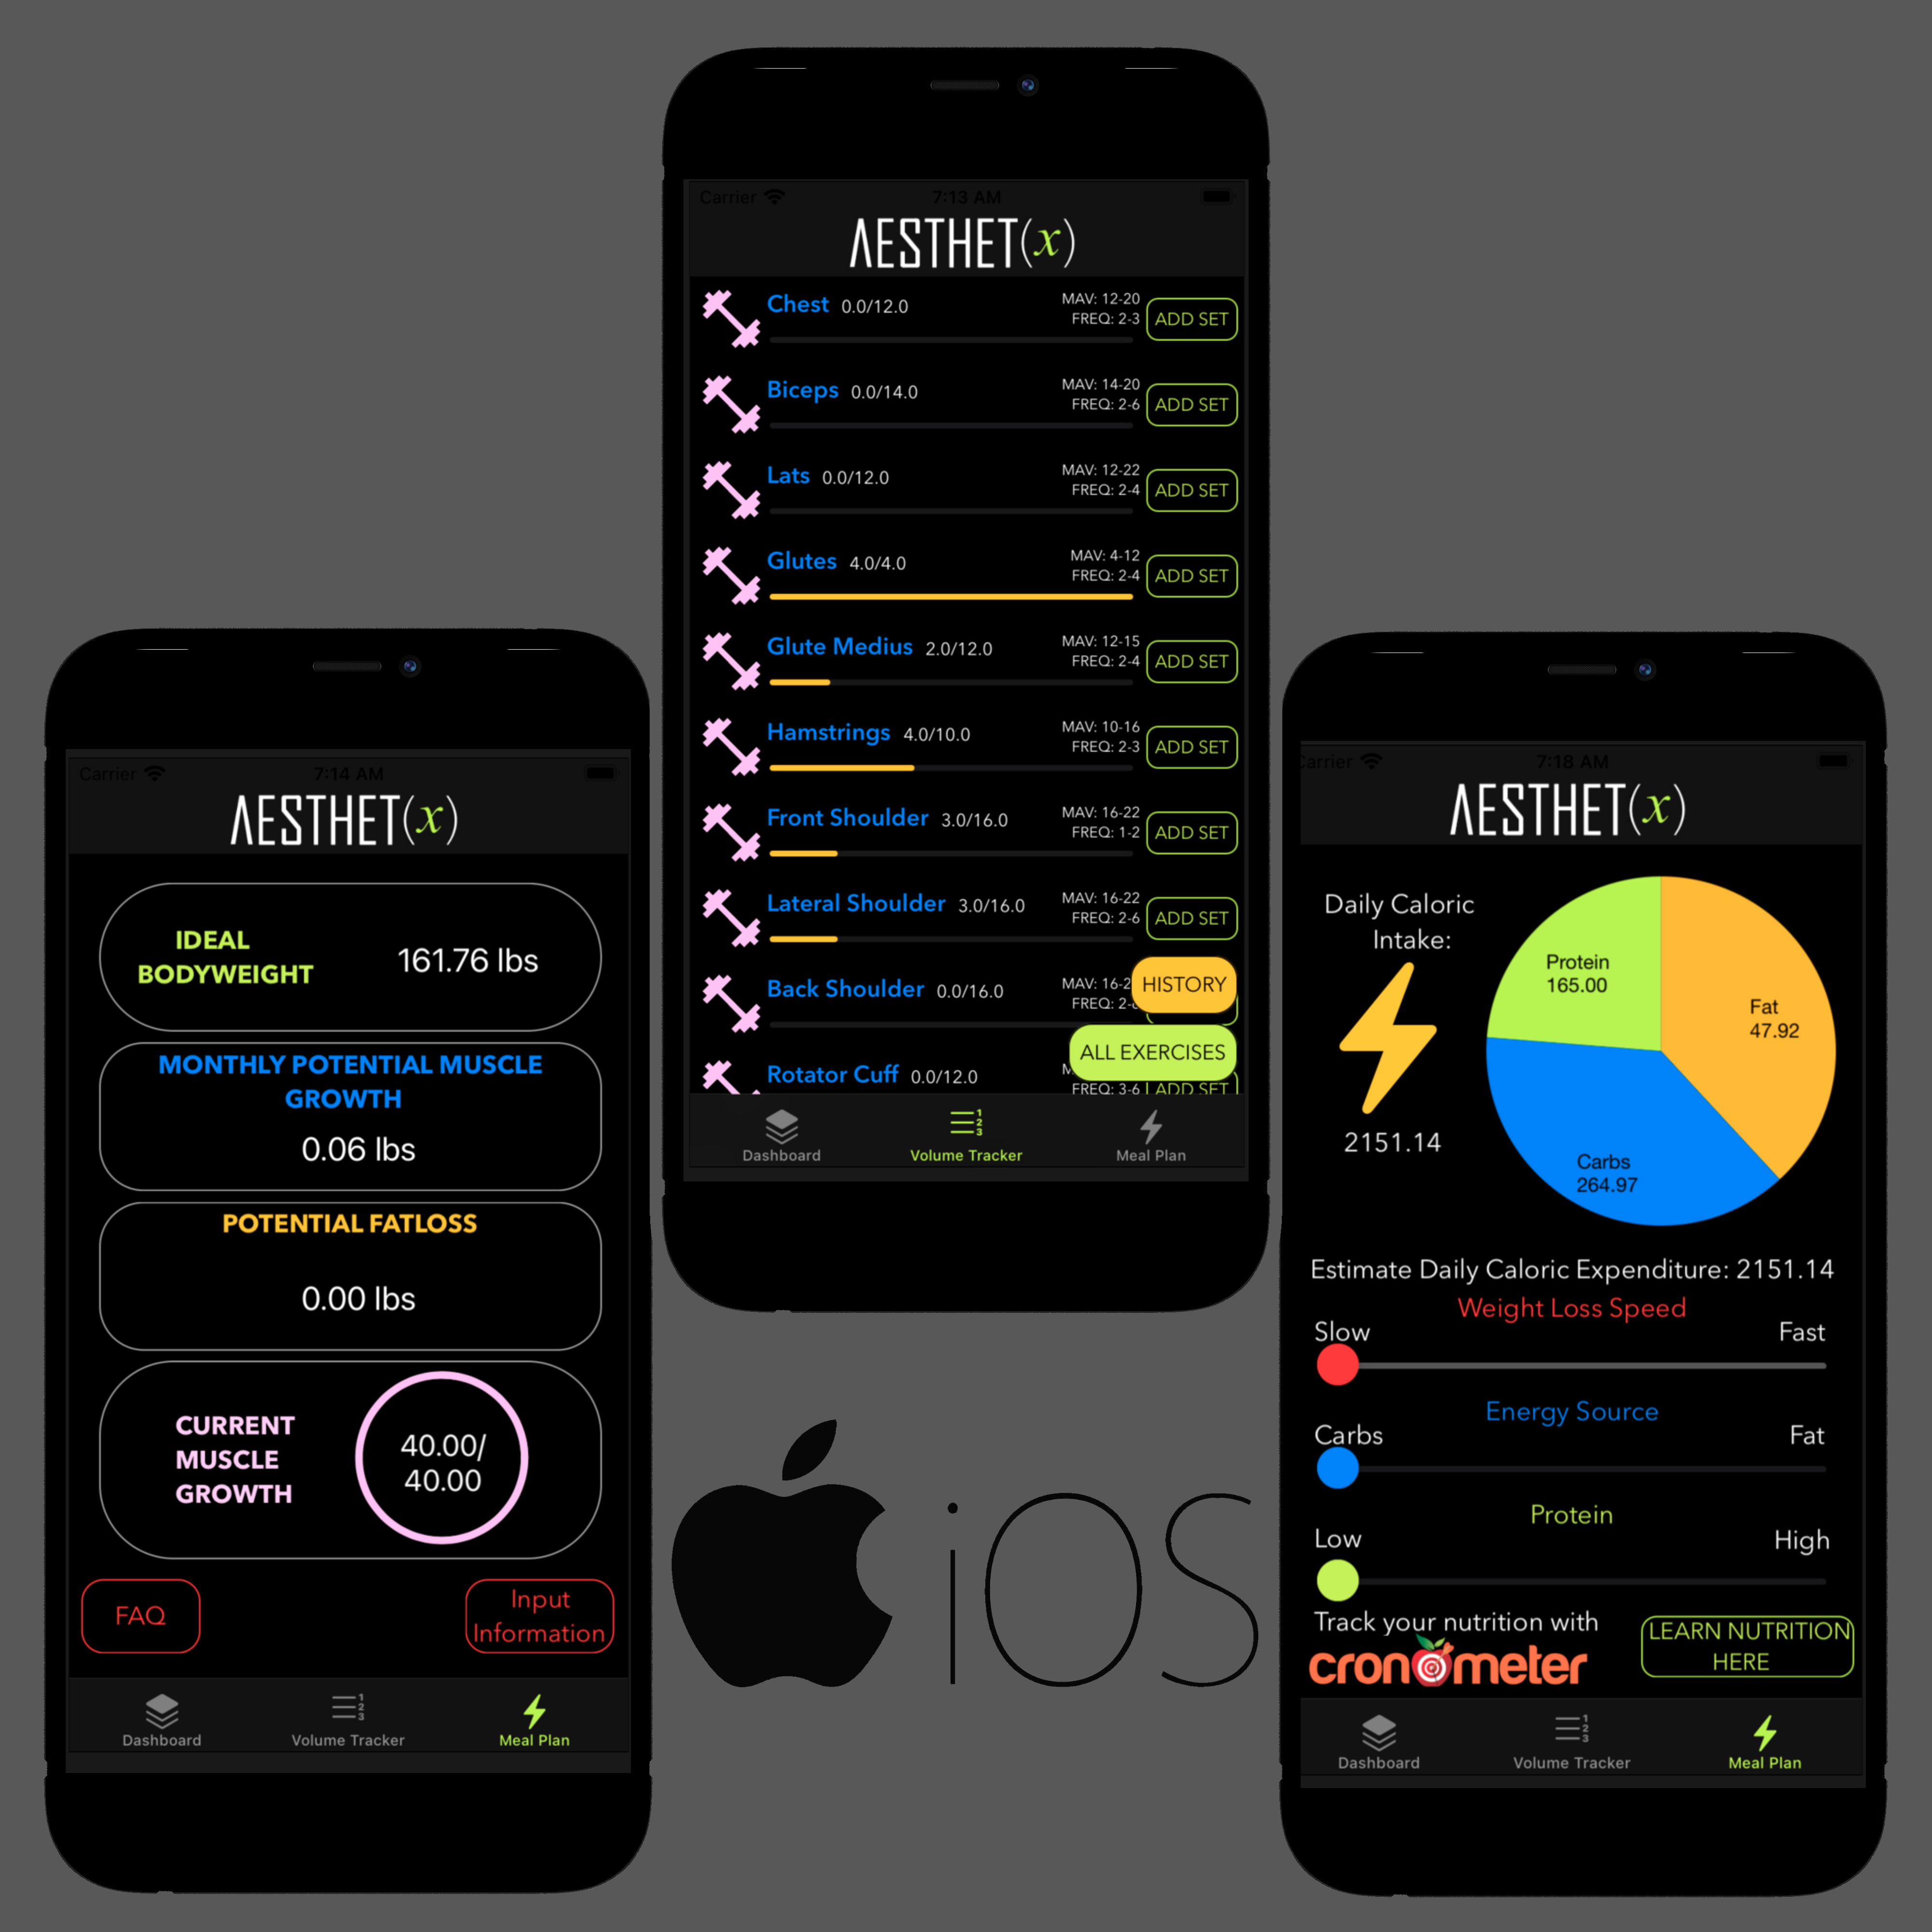 Carrier
7:14 AM
ΛESTHET(x)
IDEAL
BODYWEIGHT
161.76 lbs
MONTHLY POTENTIAL MUSCLE
GROWTH
0.06 lbs
POTENTIAL FATLOSS
0.00 lbs
CURRENT
MUSCLE
GROWTH
40.00/
40.00
FAQ
Input
Information
Dashboard
Volume Tracker
Meal Plan
Carrier
7:13 AM
ΛESTHET(x)
Chest 0.0/12.0
MAV: 12-20
FREQ: 2-3
ADD SET
Biceps 0.0/14.0
MAV: 14-20
FREQ: 2-6
ADD SET
Lats 0.0/12.0
MAV: 12-22
FREQ: 2-4
ADD SET
Glutes 4.0/4.0
MAV: 4-12
FREQ: 2-4
ADD SET
Glute Medius 2.0/12.0
MAV: 12-15
FREQ: 2-4
ADD SET
Hamstrings 4.0/10.0
MAV: 10-16
FREQ: 2-3
ADD SET
Front Shoulder 3.0/16.0
MAV: 16-22
FREQ: 1-2
ADD SET
Lateral Shoulder 3.0/16.0
MAV: 16-22
FREQ: 2-6
ADD SET
Back Shoulder 0.0/16.0
MAV: 16-2
FREQ: 2-
HISTORY
ALL EXERCISES
Rotator Cuff 0.0/12.0
M
FREQ: 3-6
ADD SET
Dashboard
Volume Tracker
Meal Plan
iOS
Carrier
7:18 AM
ΛESTHET(x)
Daily Caloric
Intake:
2151.14
Protein
165.00
Fat
47.92
Carbs
264.97
Estimate Daily Caloric Expenditure: 2151.14
Weight Loss Speed
Slow
Fast
Energy Source
Carbs
Fat
Protein
Low
High
Track your nutrition with
cronometer
LEARN NUTRITION
HERE
Dashboard
Volume Tracker
Meal Plan